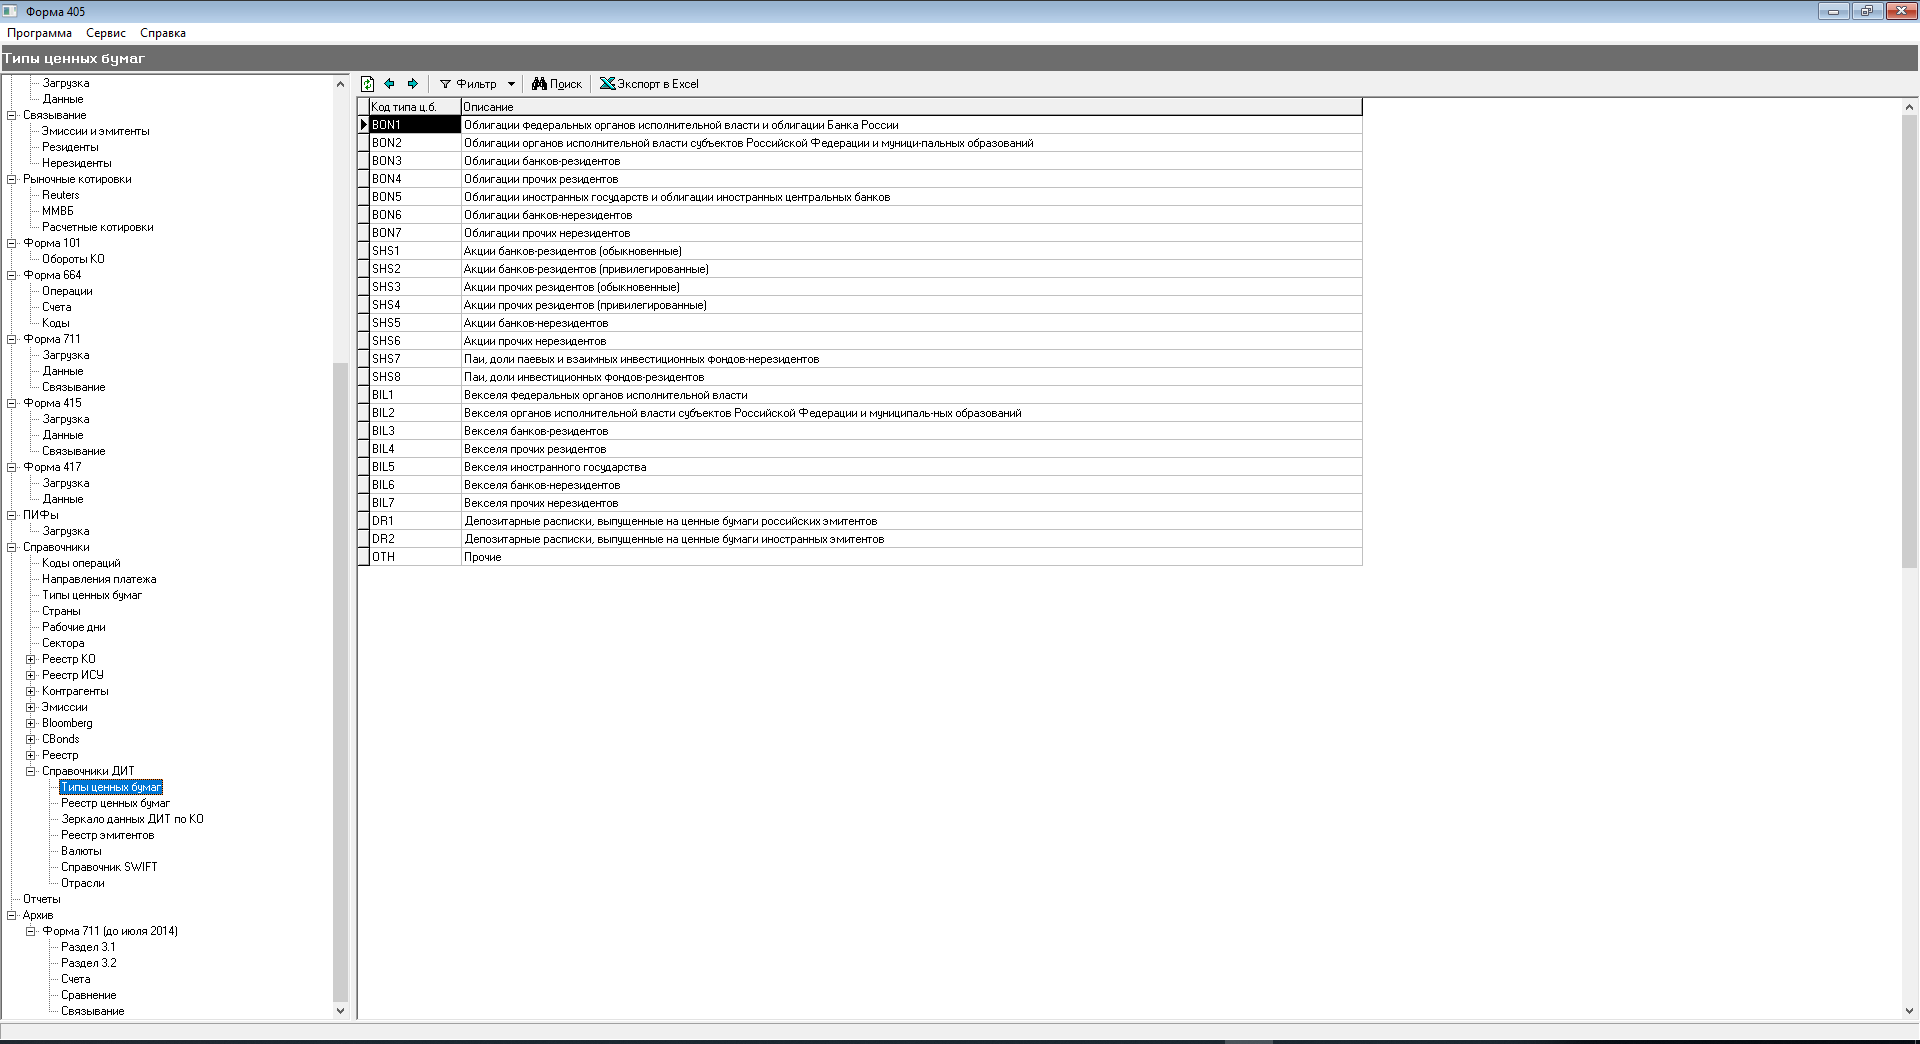 Форма 405
Программа Сервис Справка
Типы ценных бумаг
Загрузка
Данные
Связывание
Эмиссии и эмитенты
Резиденты
Нерезиденты
Рыночные котировки
Reuters
ММВБ
Расчетные котировки
Форма 101
Обороты КО
Форма 664
Операции
Счета
Коды
Форма 711
Загрузка
Данные
Связывание
Форма 415
Загрузка
Данные
Связывание
Форма 417
Загрузка
Данные
ПИФы
Загрузка
Справочники
Коды операций
Направления платежа
Типы ценных бумаг
Страны
Рабочие дни
Сектора
Реестр КО
Реестр ИСУ
Контрагенты
Эмиссии
Bloomberg
CBonds
Реестр
Справочники ДИТ
Типы ценных бумаг
Реестр ценных бумаг
Зеркало данных ДИТ по КО
Реестр эмитентов
Валюты
Справочник SWIFT
Отрасли
Отчеты
Архив
Форма 711 (до июля 2014)
Раздел 3.1
Раздел 3.2
Счета
Сравнение
Связывание
Фильтр Поиск Экспорт в Excel
Код типа ц.б. Описание
BON1 Облигации федеральных органов исполнительной власти и облигации Банка России
BON2 Облигации органов исполнительной власти субъектов Российской Федерации и муници-пальных образований
BON3 Облигации банков-резидентов
BON4 Облигации прочих резидентов
BON5 Облигации иностранных государств и облигации иностранных центральных банков
BON6 Облигации банков-нерезидентов
BON7 Облигации прочих нерезидентов
SHS1 Акции банков-резидентов (обыкновенные)
SHS2 Акции банков-резидентов (привилегированные)
SHS3 Акции прочих резидентов (обыкновенные)
SHS4 Акции прочих резидентов (привилегированные)
SHS5 Акции банков-нерезидентов
SHS6 Акции прочих нерезидентов
SHS7 Паи, доли паевых и взаимных инвестиционных фондов-нерезидентов
SHS8 Паи, доли инвестиционных фондов-резидентов
BIL1 Векселя федеральных органов исполнительной власти
BIL2 Векселя органов исполнительной власти субъектов Российской Федерации и муниципаль-ных образований
BIL3 Векселя банков-резидентов
BIL4 Векселя прочих резидентов
BIL5 Векселя иностранного государства
BIL6 Векселя банков-нерезидентов
BIL7 Векселя прочих нерезидентов
DR1 Депозитарные расписки, выпущенные на ценные бумаги российских эмитентов
DR2 Депозитарные расписки, выпущенные на ценные бумаги иностранных эмитентов
OTH Прочие